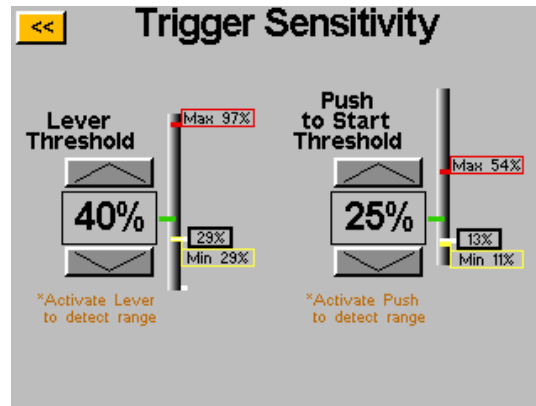 <<
Trigger Sensitivity
Lever
Threshold
Max 97%
40%
29%
Min 29%
*Activate Lever
to detect range
Push
to Start
Threshold
Max 54%
25%
13%
Min 11%
*Activate Push
to detect range